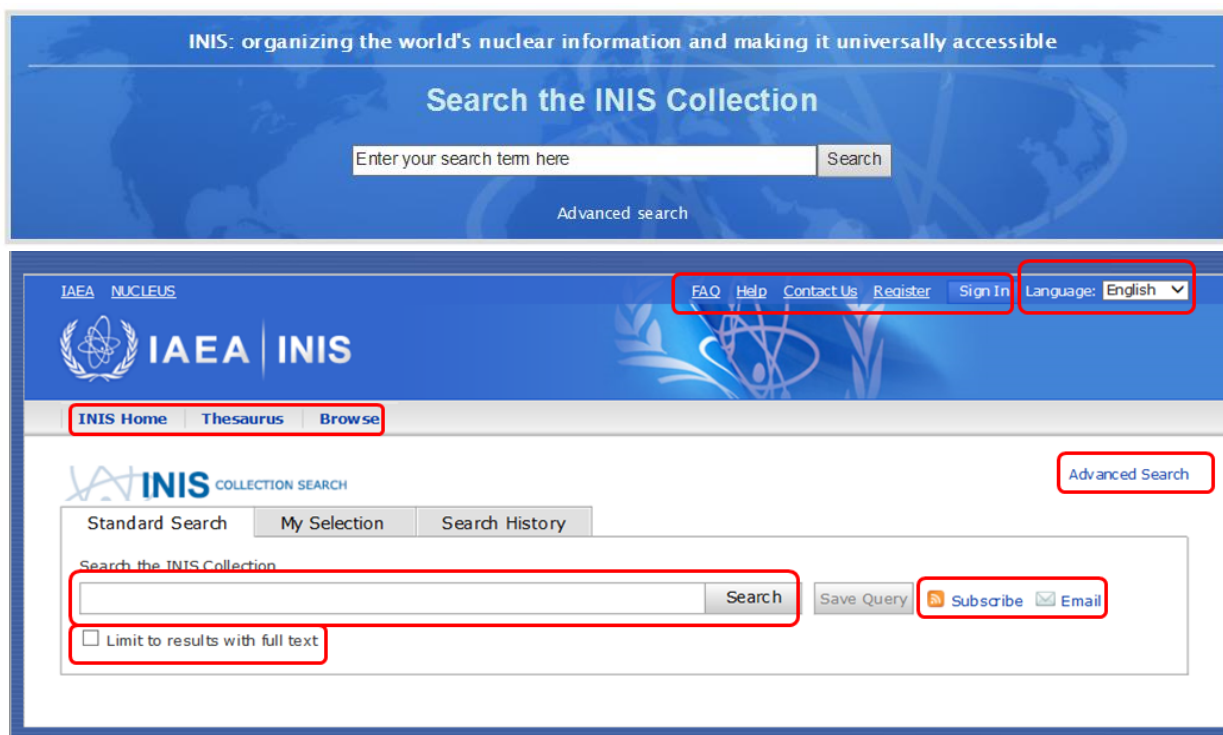 INIS: organizing the world's nuclear information and making it universally accessible
Search the INIS Collection
Enter your search term here Search
Advanced search
IAEA NUCLEUS FAQ Help Contact Us Register Sign In Language: English
IAEA INIS
INIS Home Thesaurus Browse
INIS COLLECTION SEARCH Advanced Search
Standard Search My Selection Search History
Search the INIS Collection
Search Save Query Subscribe Email
Limit to results with full text